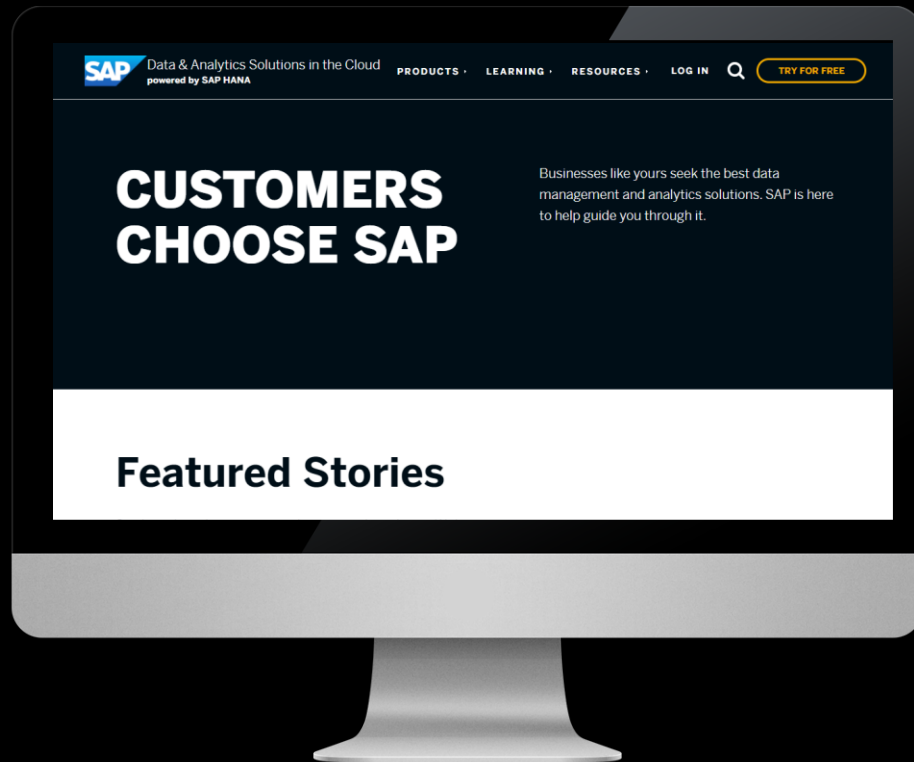 SAP
Data & Analytics Solutions in the Cloud
powered by SAP HANA
PRODUCTS
LEARNING
RESOURCES
LOG IN
TRY FOR FREE
CUSTOMERS
CHOOSE SAP
Businesses like yours seek the best data
management and analytics solutions. SAP is here
to help guide you through it.
Featured Stories